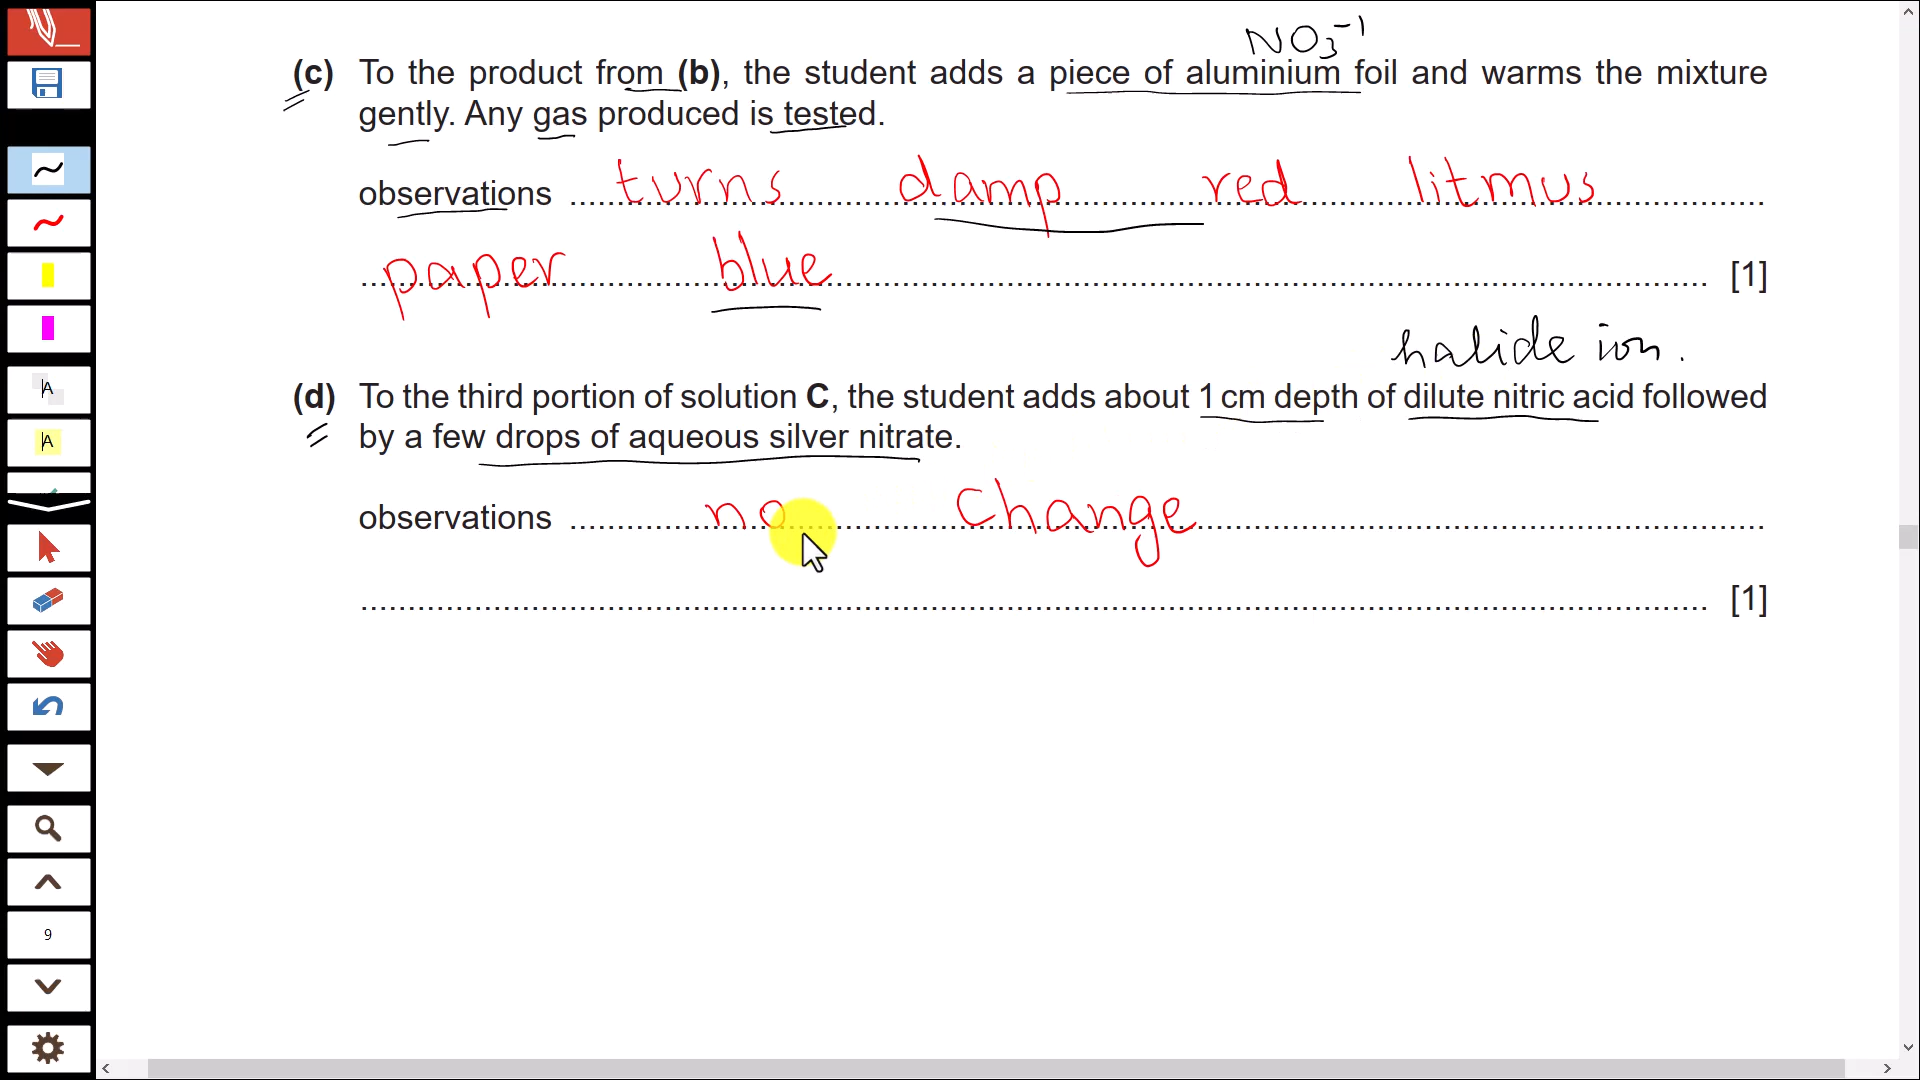 NO3-1
(c) To the product from (b), the student adds a piece of aluminium foil and warms the mixture
gently. Any gas produced is tested.
observations turns damp red litmus
paper blue [1]
halide ion.
(d) To the third portion of solution C, the student adds about 1 cm depth of dilute nitric acid followed
by a few drops of aqueous silver nitrate.
observations no change
[1]
A
A
9